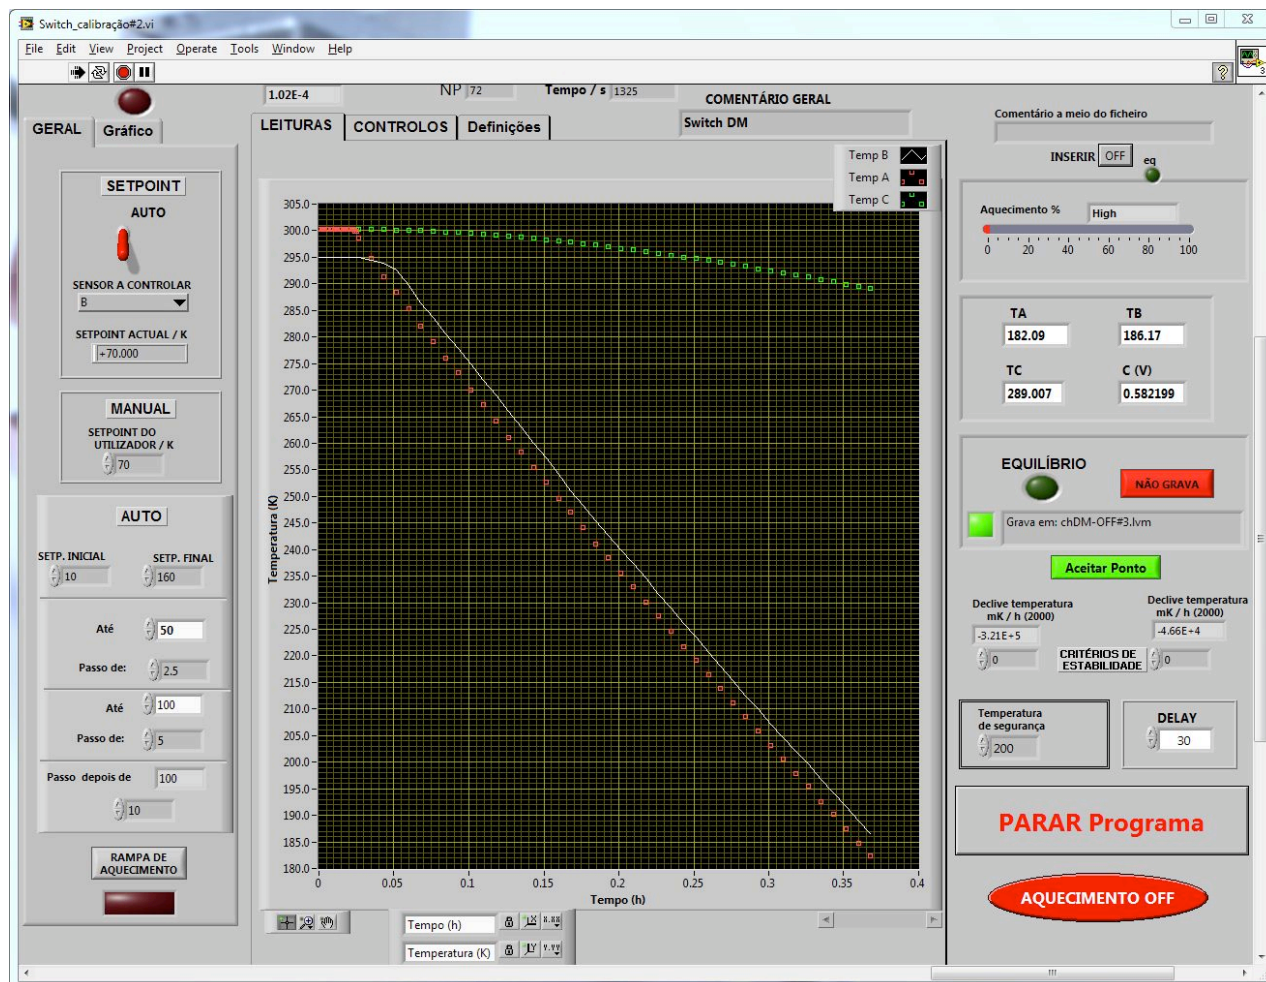 Switch_calibração#2.vi
File Edit View Project Operate Tools Window Help
1.02E-4
NP 72
Tempo / s 1325
COMENTÁRIO GERAL
Switch DM
GERAL Gráfico
LEITURAS CONTROLOS Definições
SETPOINT
AUTO
SENSOR A CONTROLAR
B
SETPOINT ACTUAL / K
+70.000
MANUAL
SETPOINT DO
UTILIZADOR / K
70
AUTO
SETP. INICIAL SETP. FINAL
10 160
Até 50
Passo de: 2.5
Até 100
Passo de: 5
Passo depois de 100
10
RAMPA DE
AQUECIMENTO
Temp B
Temp A
Temp C
Temperatura (K)
305.0
300.0
295.0
290.0
285.0
280.0
275.0
270.0
265.0
260.0
255.0
250.0
245.0
240.0
235.0
230.0
225.0
220.0
215.0
210.0
205.0
200.0
195.0
190.0
185.0
180.0
0 0.05 0.1 0.15 0.2 0.25 0.3 0.35 0.4
Tempo (h)
Tempo (h)
Temperatura (K)
Comentário a meio do ficheiro
INSERIR OFF eq
Aquecimento % High
0 20 40 60 80 100
TA TB
182.09 186.17
TC C (V)
289.007 0.582199
EQUILÍBRIO
NÃO GRAVA
Grava em: chDM-OFF#3.lvm
Aceitar Ponto
Declive temperatura
mK / h (2000)
-3.21E+5
0
Declive temperatura
mK / h (2000)
-4.66E+4
0
CRITÉRIOS DE
ESTABILIDADE
Temperatura
de segurança
200
DELAY
30
PARAR Programa
AQUECIMENTO OFF